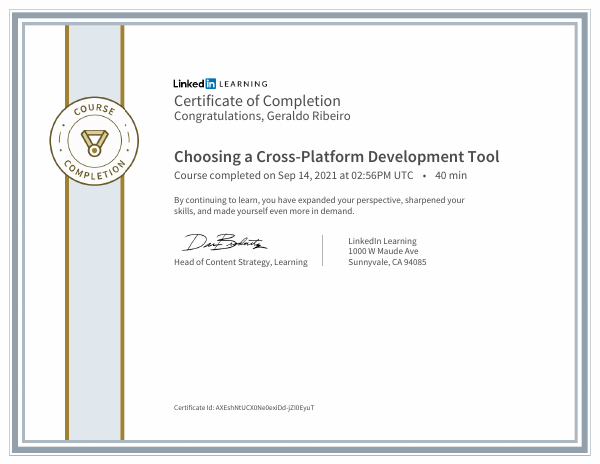 Linked in LEARNING
Certificate of Completion
Congratulations, Geraldo Ribeiro
COURSE
COMPLETION
Choosing a Cross-Platform Development Tool
Course completed on Sep 14, 2021 at 02:56PM UTC • 40 min
By continuing to learn, you have expanded your perspective, sharpened your
skills, and made yourself even more in demand.
Head of Content Strategy, Learning
LinkedIn Learning
1000 W Maude Ave
Sunnyvale, CA 94085
Certificate Id: AXEshNtUCX0Ne0exiDd-jZI0EyuT